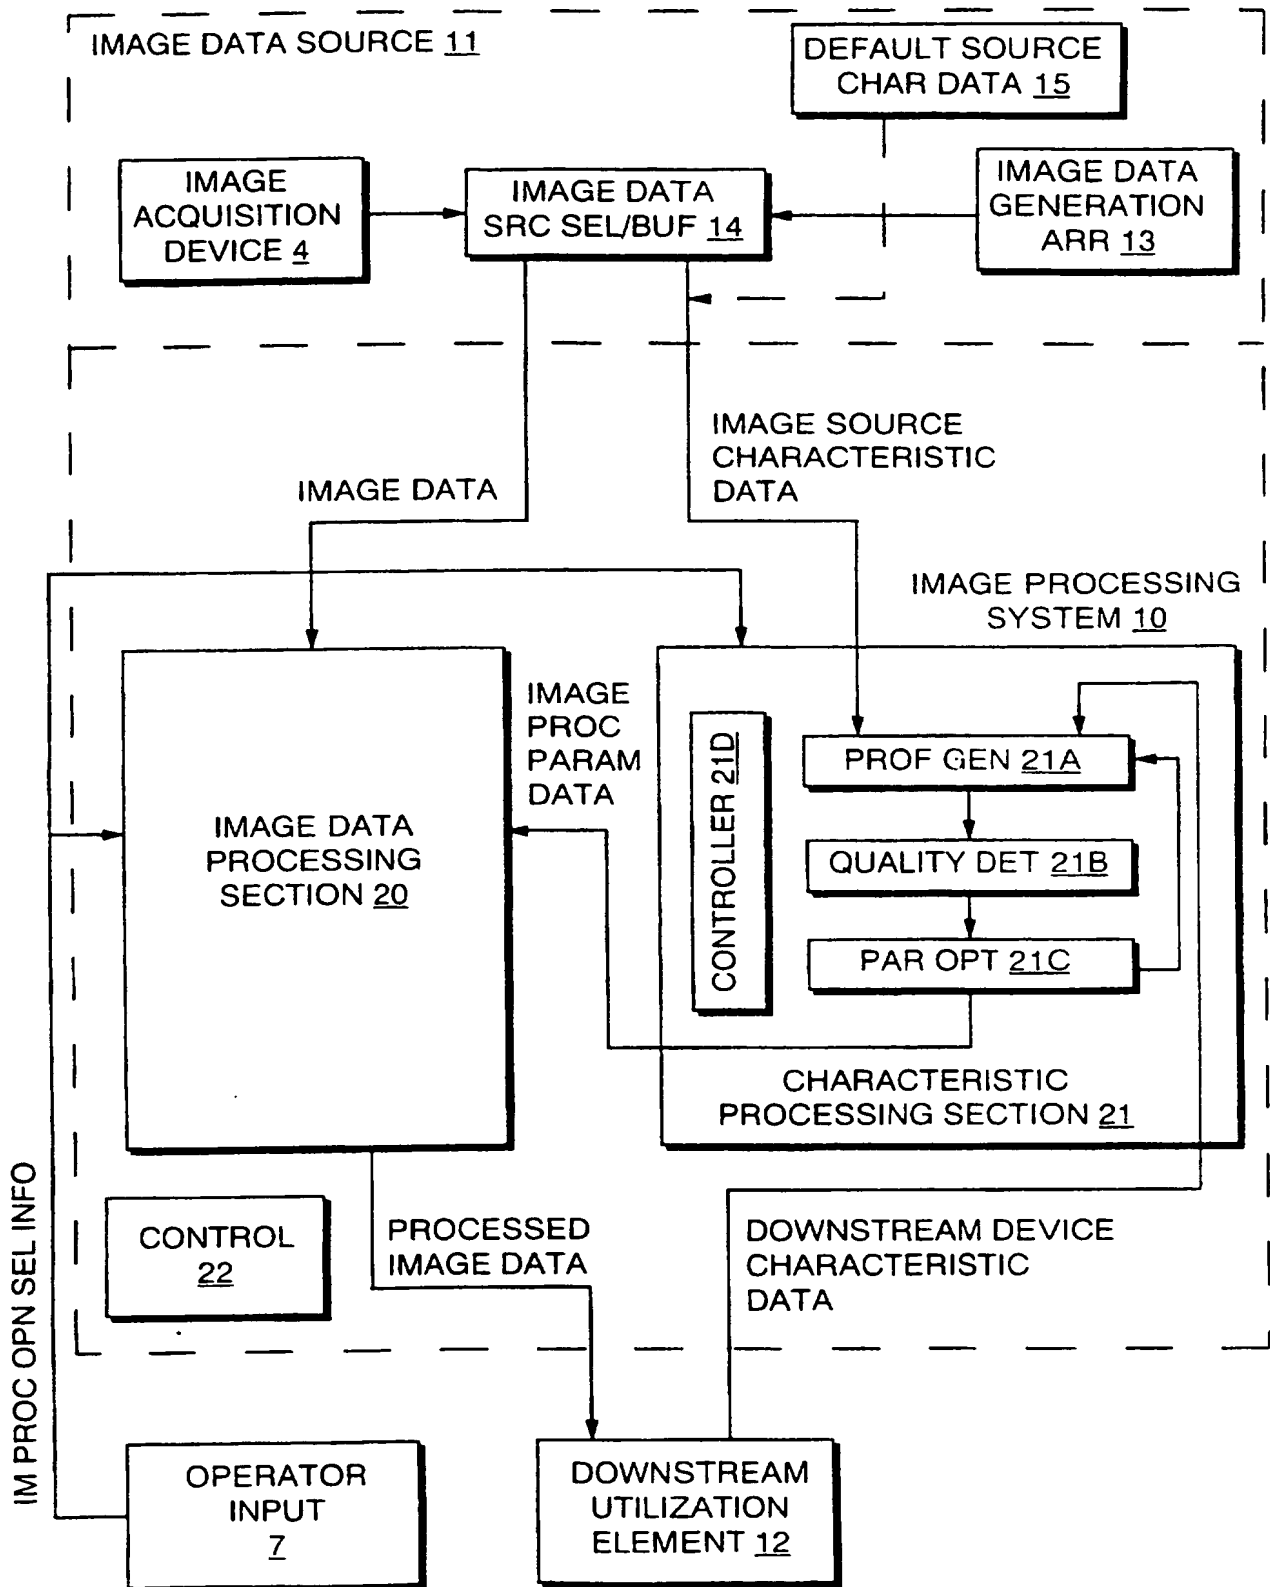 IMAGE DATA SOURCE 11
DEFAULT SOURCE
CHAR DATA 15
IMAGE
ACQUISITION
DEVICE 4
IMAGE DATA
SRC SEL/BUF 14
IMAGE DATA
GENERATION
ARR 13
IMAGE DATA
IMAGE SOURCE
CHARACTERISTIC
DATA
IMAGE PROCESSING
SYSTEM 10
IMAGE DATA
PROCESSING
SECTION 20
IMAGE
PROC
PARAM
DATA
CONTROLLER 21D
PROF GEN 21A
QUALITY DET 21B
PAR OPT 21C
CHARACTERISTIC
PROCESSING SECTION 21
IM PROC OPN SEL INFO
CONTROL
22
PROCESSED
IMAGE DATA
DOWNSTREAM DEVICE
CHARACTERISTIC
DATA
OPERATOR
INPUT
7
DOWNSTREAM
UTILIZATION
ELEMENT 12